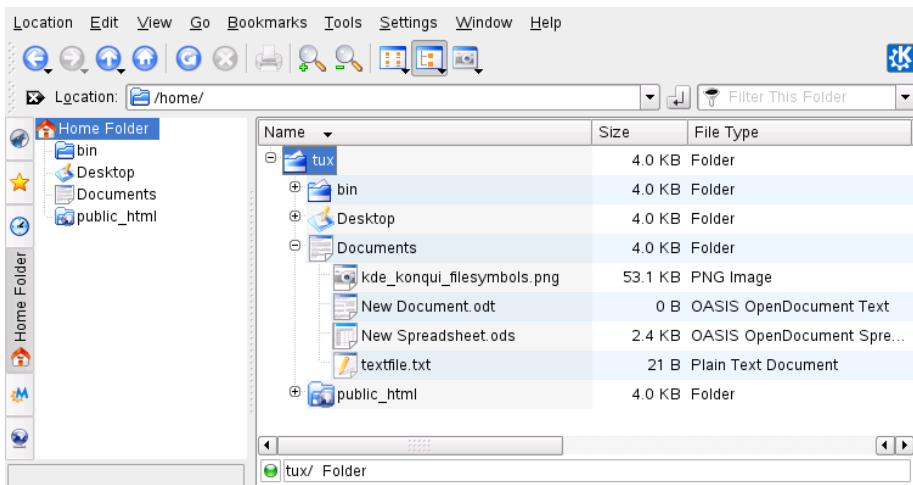 Location Edit View Go Bookmarks Tools Settings Window Help
Location: /home/ Filter This Folder
Home Folder
bin
Desktop
Documents
public_html
Home Folder
Name Size File Type
tux 4.0 KB Folder
bin 4.0 KB Folder
Desktop 4.0 KB Folder
Documents 4.0 KB Folder
kde_konqui_filesymbols.png 53.1 KB PNG Image
New Document.odt 0 B OASIS OpenDocument Text
New Spreadsheet.ods 2.4 KB OASIS OpenDocument Spre...
textfile.txt 21 B Plain Text Document
public_html 4.0 KB Folder
tux/ Folder